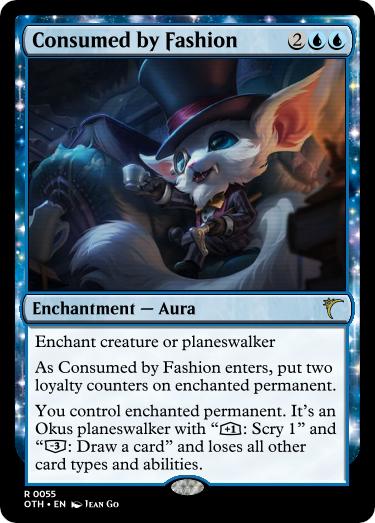 Consumed by Fashion 2
Enchantment — Aura
Enchant creature or planeswalker
As Consumed by Fashion enters, put two
loyalty counters on enchanted permanent.
You control enchanted permanent. It's an
Okus planeswalker with “+1: Scry 1” and
“-3: Draw a card” and loses all other
card types and abilities.
R 0055
OTH • EN Jean Go